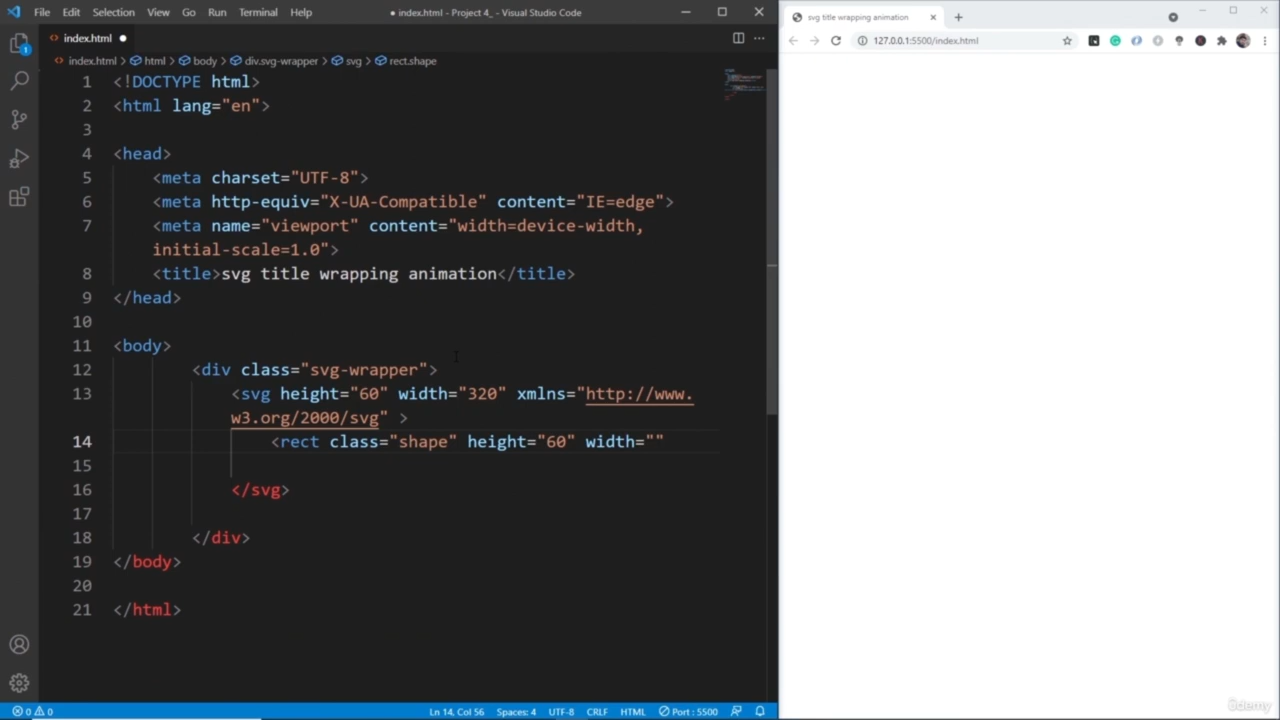 File Edit Selection View Go Run Terminal Help
● index.html - Project 4_ - Visual Studio Code
index.html ●
index.html > html > body > div.svg-wrapper > svg > rect.shape
1 <!DOCTYPE html>
2 <html lang="en">
3
4 <head>
5 <meta charset="UTF-8">
6 <meta http-equiv="X-UA-Compatible" content="IE=edge">
7 <meta name="viewport" content="width=device-width,
initial-scale=1.0">
8 <title>svg title wrapping animation</title>
9 </head>
10
11 <body>
12 <div class="svg-wrapper">
13 <svg height="60" width="320" xmlns="http://www.
w3.org/2000/svg" >
14 <rect class="shape" height="60" width=""
15
16 </svg>
17
18 </div>
19 </body>
20
21 </html>
1
0 0 Ln 14, Col 56 Spaces: 4 UTF-8 CRLF HTML Port : 5500
svg title wrapping animation
127.0.0.1:5500/index.html
ûdemy